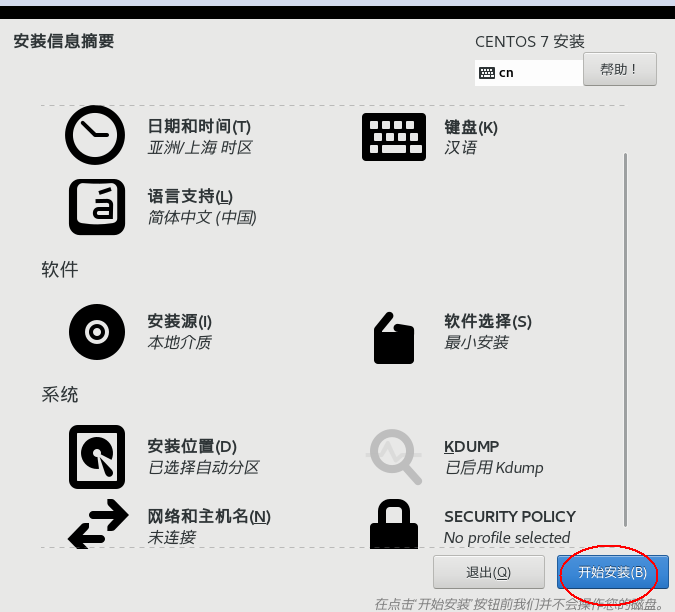 安装信息摘要
CENTOS 7 安装
cn
帮助！
日期和时间(T)
亚洲/上海 时区
键盘(K)
汉语
语言支持(L)
简体中文 (中国)
软件
安装源(I)
本地介质
软件选择(S)
最小安装
系统
安装位置(D)
已选择自动分区
KDUMP
已启用 Kdump
网络和主机名(N)
未连接
SECURITY POLICY
No profile selected
退出(Q)
开始安装(B)
在点击'开始安装'按钮前我们并不会操作您的磁盘。